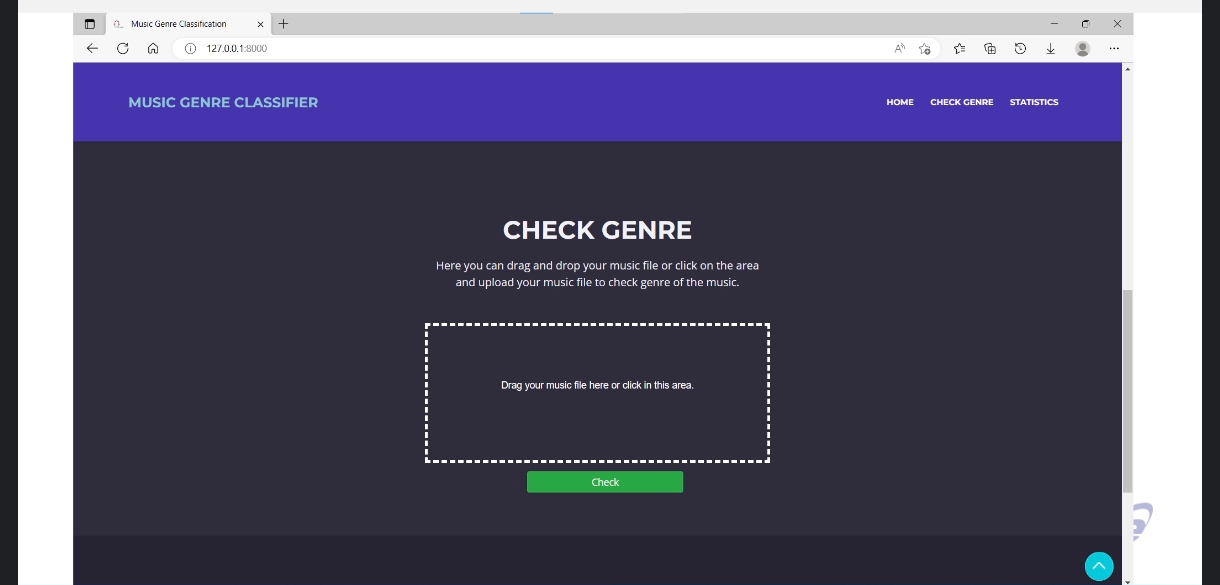 Music Genre Classification
127.0.0.1:8000
MUSIC GENRE CLASSIFIER
HOME CHECK GENRE STATISTICS
CHECK GENRE
Here you can drag and drop your music file or click on the area
and upload your music file to check genre of the music.
Drag your music file here or click in this area.
Check